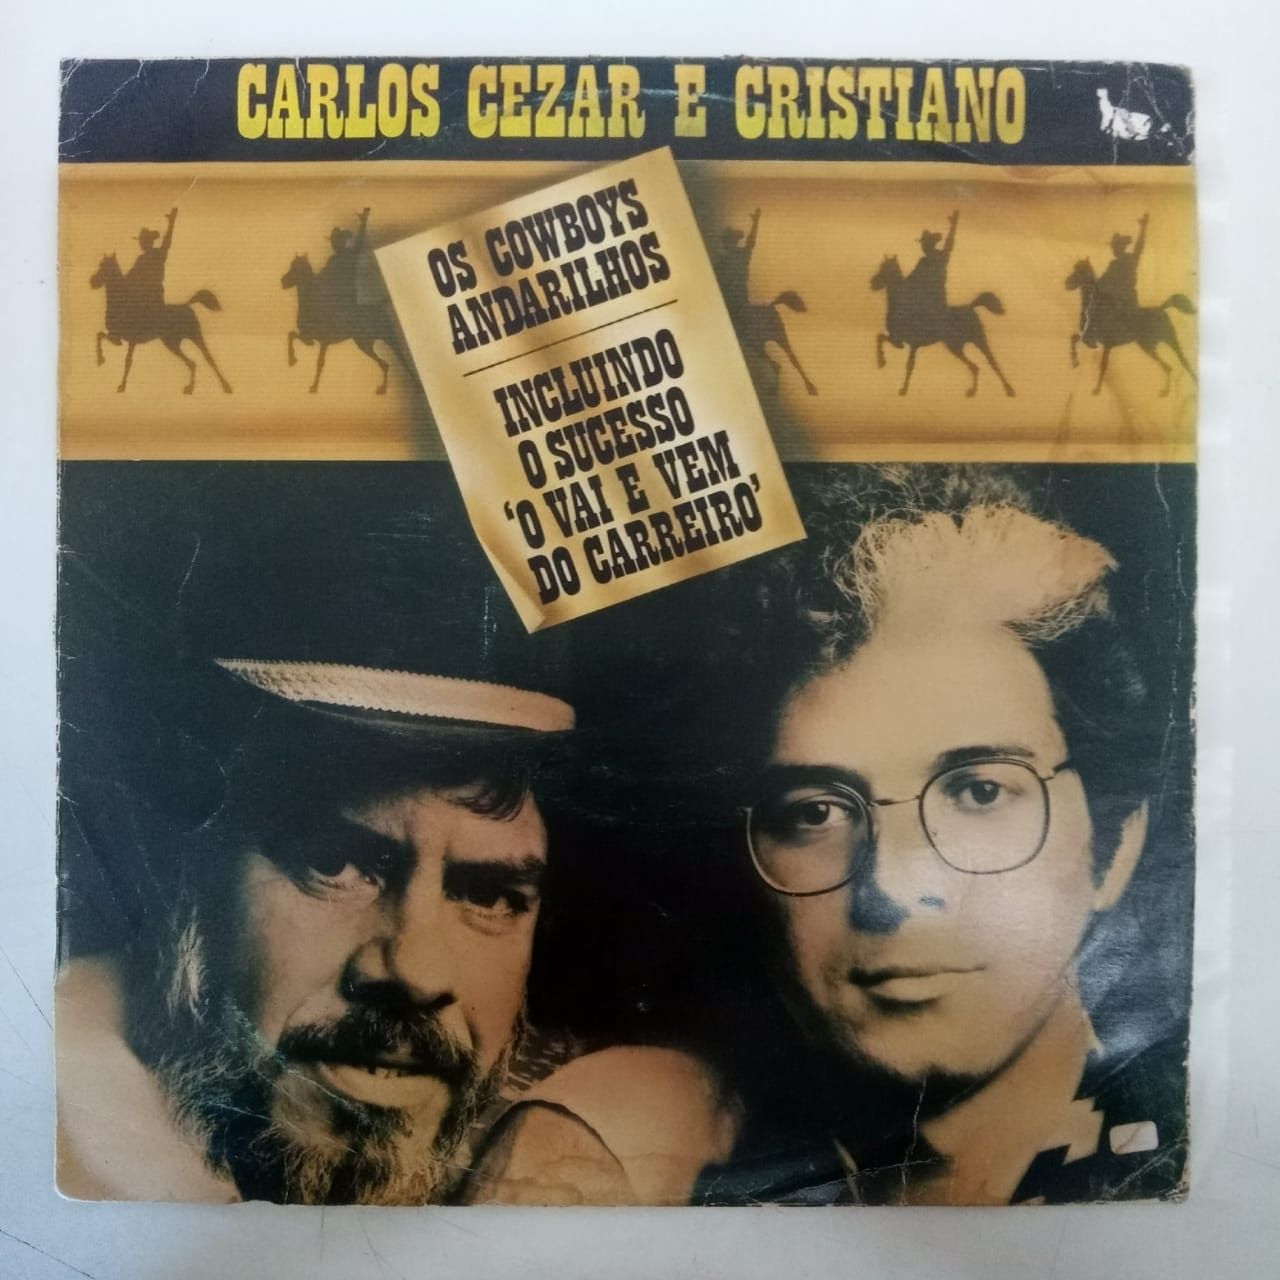 CARLOS CEZAR E CRISTIANO
OS COWBOYS
ANDARILHOS
INCLUINDO
O SUCESSO
'O VAI E VEM
DO CARREIRO'